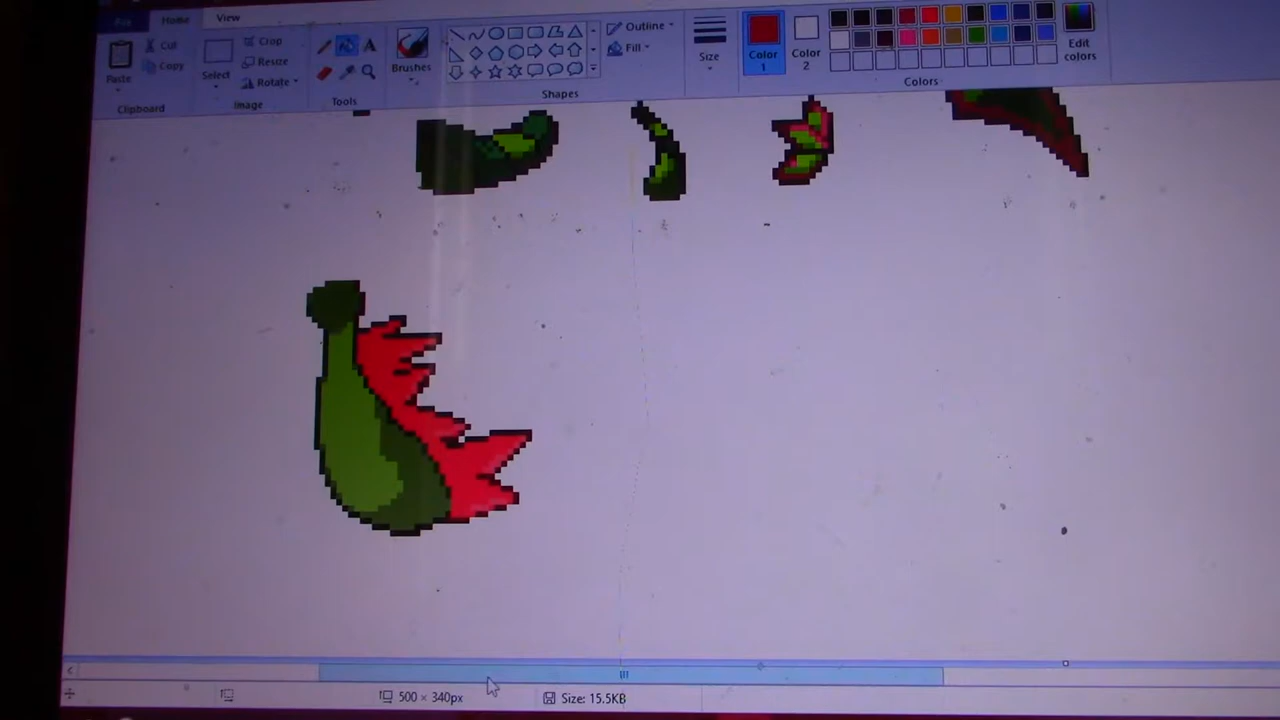 File Home View
Paste
Cut
Copy
Clipboard
Select
Crop
Resize
Rotate
Image
A
Tools
Brushes
Shapes
Outline
Fill
Size
Color 1
Color 2
Edit colors
Colors
500 × 340px
Size: 15.5KB